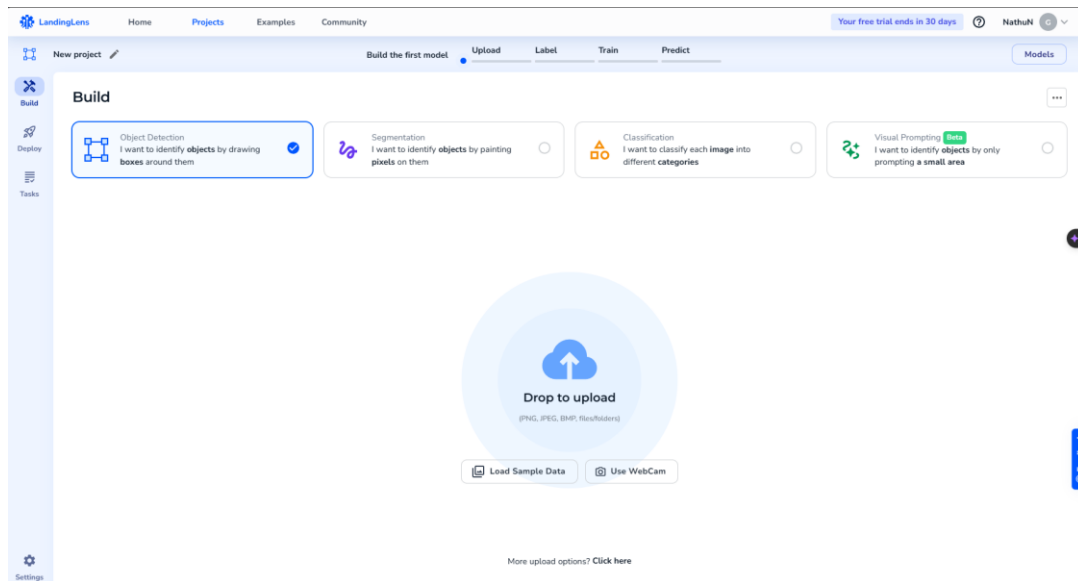 LandingLens Home Projects Examples Community Your free trial ends in 30 days NathuN C
New project Build the first model Upload Label Train Predict Models
Build
Deploy
Tasks
Settings
Build
Object Detection
I want to identify objects by drawing
boxes around them
Segmentation
I want to identify objects by painting
pixels on them
Classification
I want to classify each image into
different categories
Visual Prompting Beta
I want to identify objects by only
prompting a small area
Drop to upload
(PNG, JPEG, BMP, files/folders)
Load Sample Data Use WebCam
More upload options? Click here